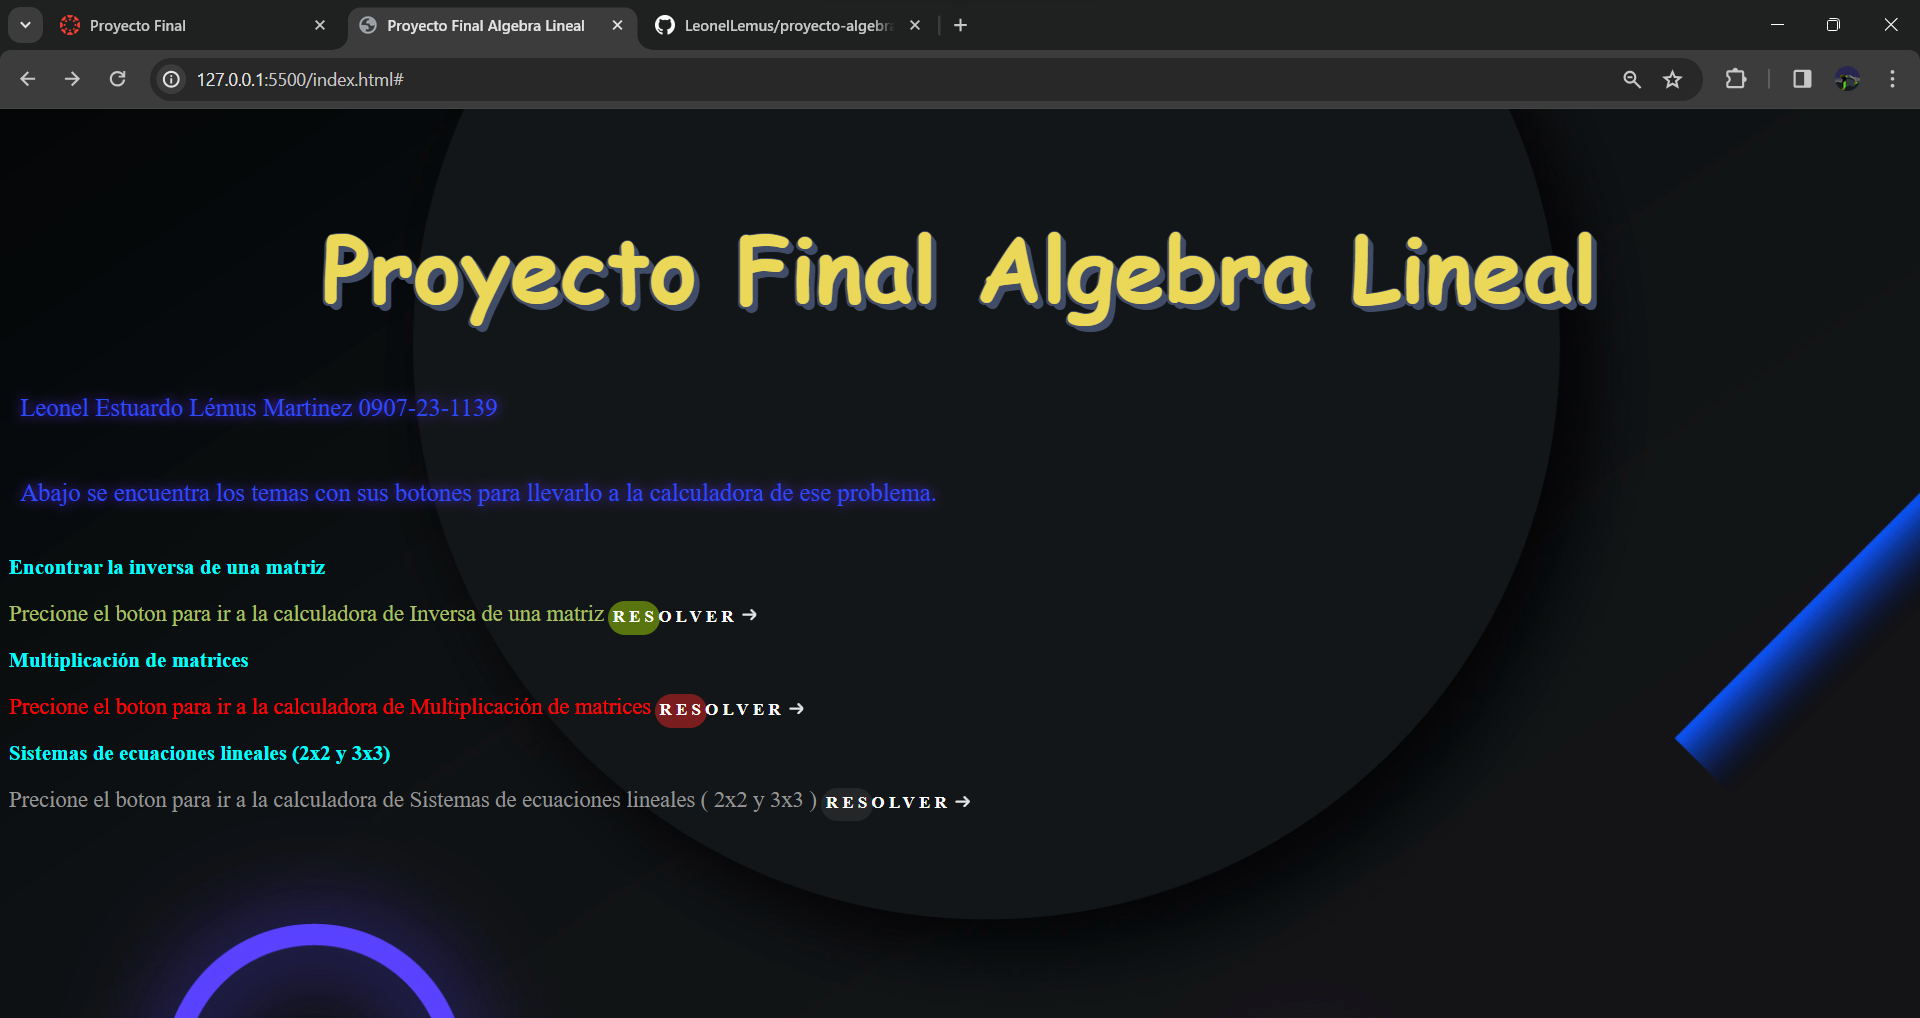 Proyecto Final
Proyecto Final Algebra Lineal
LeonelLemus/proyecto-algebra
127.0.0.1:5500/index.html#
Proyecto Final Algebra Lineal
Leonel Estuardo Lémus Martinez 0907-23-1139
Abajo se encuentra los temas con sus botones para llevarlo a la calculadora de ese problema.
Encontrar la inversa de una matriz
Precione el boton para ir a la calculadora de Inversa de una matriz RESOLVER →
Multiplicación de matrices
Precione el boton para ir a la calculadora de Multiplicación de matrices RESOLVER →
Sistemas de ecuaciones lineales (2x2 y 3x3)
Precione el boton para ir a la calculadora de Sistemas de ecuaciones lineales ( 2x2 y 3x3 ) RESOLVER →